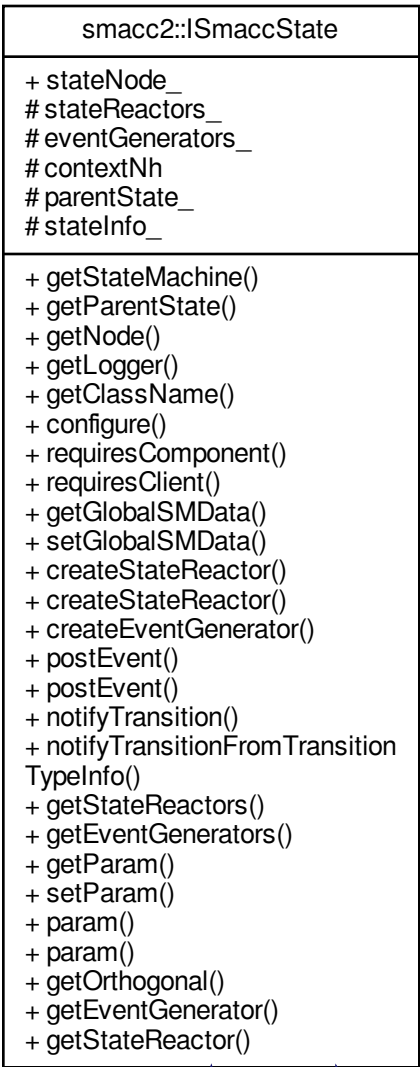 smacc2::ISmaccState
+ stateNode_
# stateReactors_
# eventGenerators_
# contextNh
# parentState_
# stateInfo_
+ getStateMachine()
+ getParentState()
+ getNode()
+ getLogger()
+ getClassName()
+ configure()
+ requiresComponent()
+ requiresClient()
+ getGlobalSMData()
+ setGlobalSMData()
+ createStateReactor()
+ createStateReactor()
+ createEventGenerator()
+ postEvent()
+ postEvent()
+ notifyTransition()
+ notifyTransitionFromTransition
TypeInfo()
+ getStateReactors()
+ getEventGenerators()
+ getParam()
+ setParam()
+ param()
+ param()
+ getOrthogonal()
+ getEventGenerator()
+ getStateReactor()